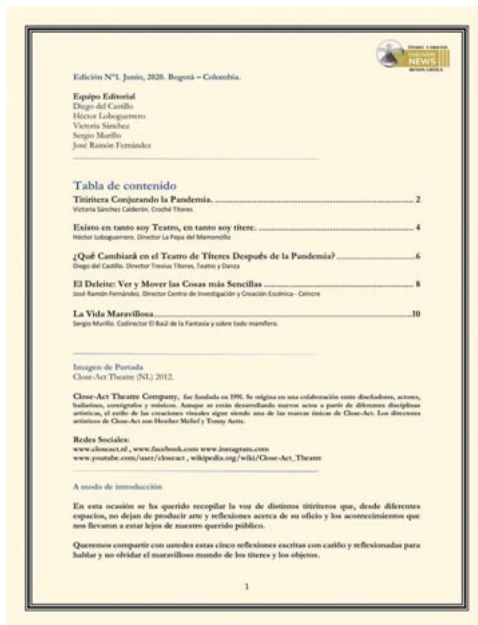 NEWS
Edición N°1. Junio, 2020. Bogotá – Colombia.
Equipo Editorial
Diego del Castillo
Héctor Loboguerrero
Victoria Sánchez
Sergio Murillo
José Ramón Fernández
Tabla de contenido
Titiritera Conjurando la Pandemia. 2
Victoria Sánchez Calderón. Croché Títeres
Existo en tanto soy Teatro, en tanto soy títere. 4
Héctor Loboguerrero. Director La Pepa del Mamoncillo
¿Qué Cambiará en el Teatro de Títeres Después de la Pandemia? 6
Diego del Castillo. Director Trevius Títeres, Teatro y Danza
El Deleite: Ver y Mover las Cosas más Sencillas 8
José Ramón Fernández. Director Centro de Investigación y Creación Escénica - Ceincre
La Vida Maravillosa 10
Sergio Murillo. Codirector El Baúl de la Fantasía y sobre todo mamífero.
Imagen de Portada
Close-Act Theatre (NL) 2012.
Close-Act Theatre Company, fue fundada en 1991. Se origina en una colaboración entre diseñadores, actores,
bailarines, coreógrafos y músicos. Aunque se están desarrollando nuevos actos a partir de diferentes disciplinas
artísticas, el estilo de las creaciones visuales sigue siendo una de las marcas únicas de Close-Act. Los directores
artísticos de Close-Act son Hesther Melief y Tonny Aerts.
Redes Sociales:
www.closeact.nl , www.facebook.com www.instagram.com
www.youtube.com/user/closeact , wikipedia.org/wiki/Close-Act_Theatre
A modo de introducción
En esta ocasión se ha querido recopilar la voz de distintos titiriteros que, desde diferentes
espacios, no dejan de producir arte y reflexiones acerca de su oficio y los acontecimientos que
nos llevaron a estar lejos de nuestro querido público.
Queremos compartir con ustedes estas cinco reflexiones escritas con cariño y reflexionadas para
hablar y no olvidar el maravilloso mundo de los títeres y los objetos.
1